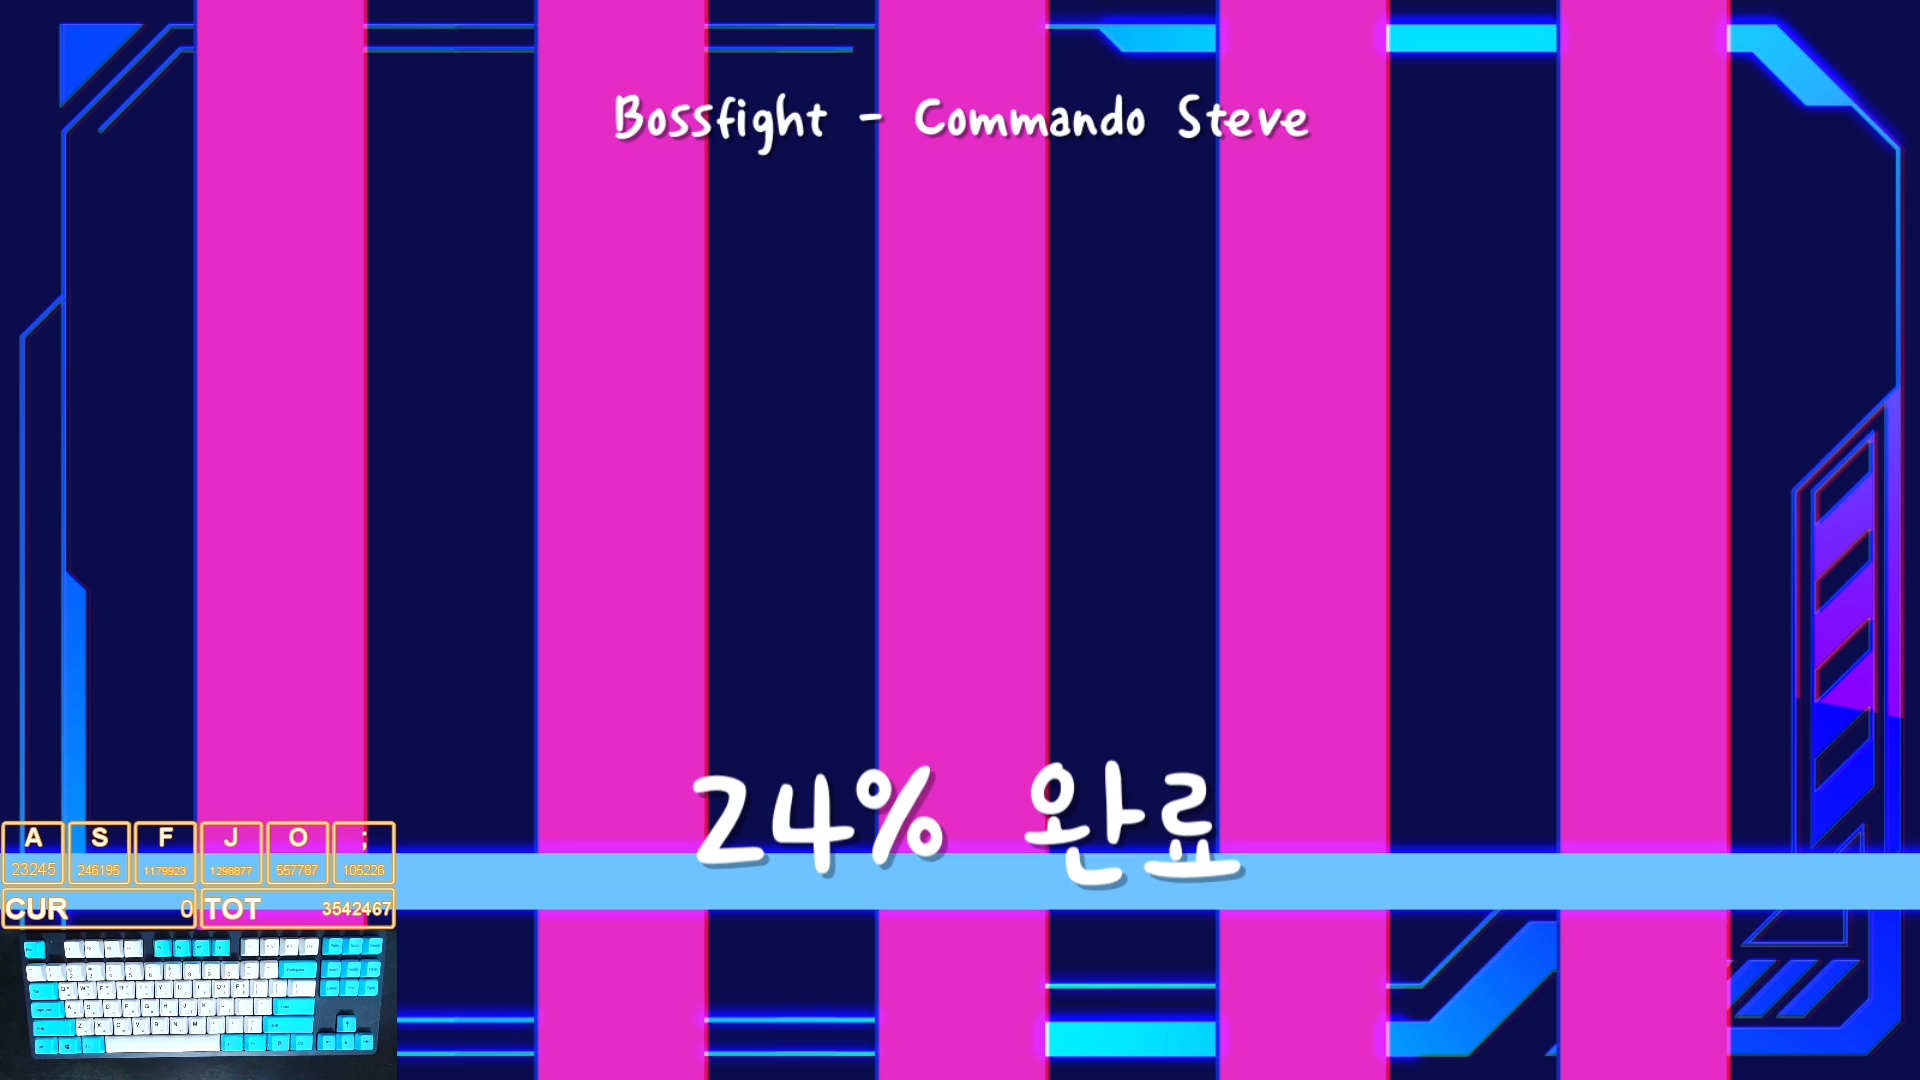 Bossfight - Commando Steve
24% 완료
A S F J O ;
23245 246195 1179923 1298877 557787 105226
CUR 0 TOT 3542467